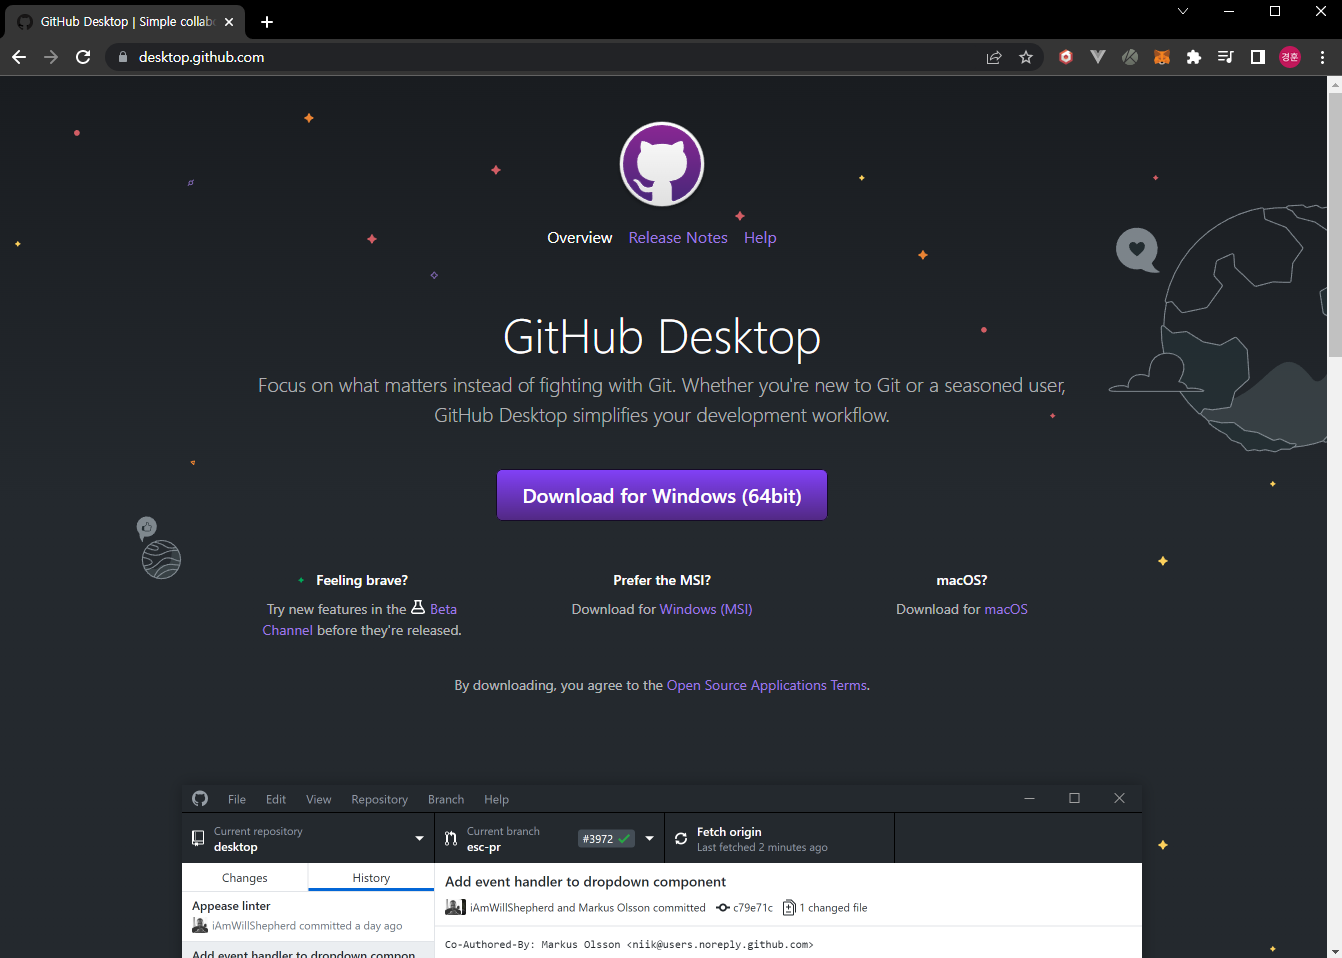 GitHub Desktop | Simple collab
desktop.github.com
경훈
Overview Release Notes Help
GitHub Desktop
Focus on what matters instead of fighting with Git. Whether you're new to Git or a seasoned user,
GitHub Desktop simplifies your development workflow.
Download for Windows (64bit)
Feeling brave?
Try new features in the Beta
Channel before they're released.
Prefer the MSI?
Download for Windows (MSI)
macOS?
Download for macOS
By downloading, you agree to the Open Source Applications Terms.
File Edit View Repository Branch Help
Current repository
desktop
Current branch
esc-pr
#3972
Fetch origin
Last fetched 2 minutes ago
Changes History
Appease linter
iAmWillShepherd committed a day ago
Add event handler to dropdown compon
Add event handler to dropdown component
iAmWillShepherd and Markus Olsson committed c79e71c 1 changed file
Co-Authored-By: Markus Olsson <niik@users.noreply.github.com>